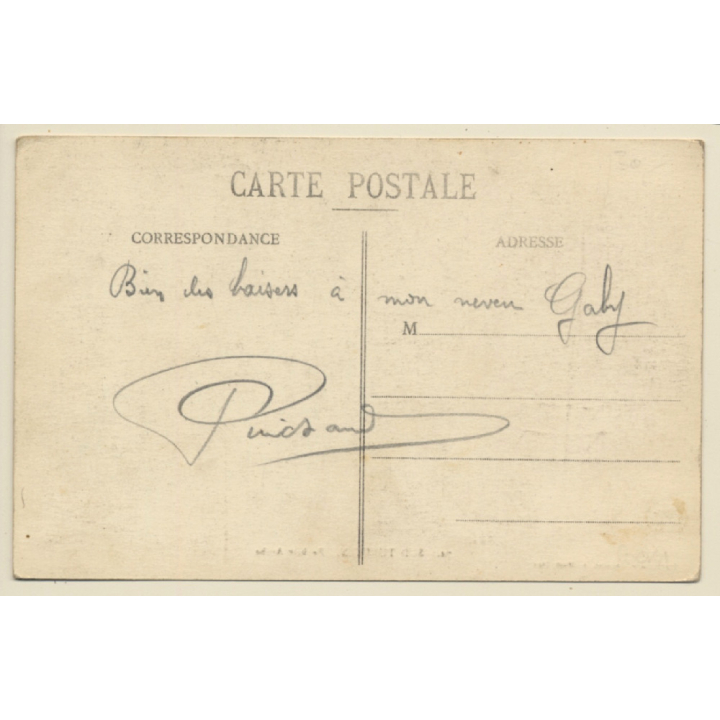 CARTE POSTALE
CORRESPONDANCE
ADRESSE
Bien des baisers à mon neveu Gaby
M